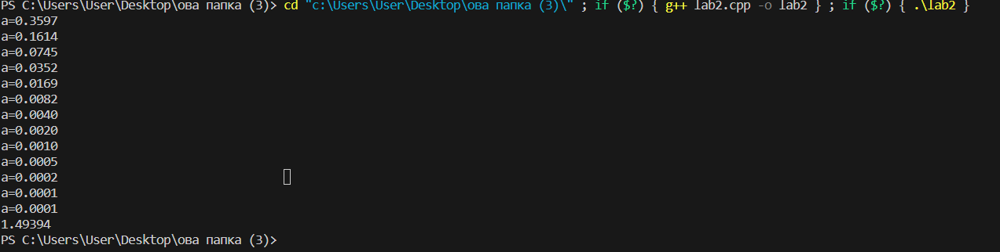 PS C:\Users\User\Desktop\ова папка (3)> cd "c:\Users\User\Desktop\ова папка (3)\" ; if ($?) { g++ lab2.cpp -o lab2 } ; if ($?) { .\lab2 }
a=0.3597
a=0.1614
a=0.0745
a=0.0352
a=0.0169
a=0.0082
a=0.0040
a=0.0020
a=0.0010
a=0.0005
a=0.0002
a=0.0001
a=0.0001
1.49394
PS C:\Users\User\Desktop\ова папка (3)>